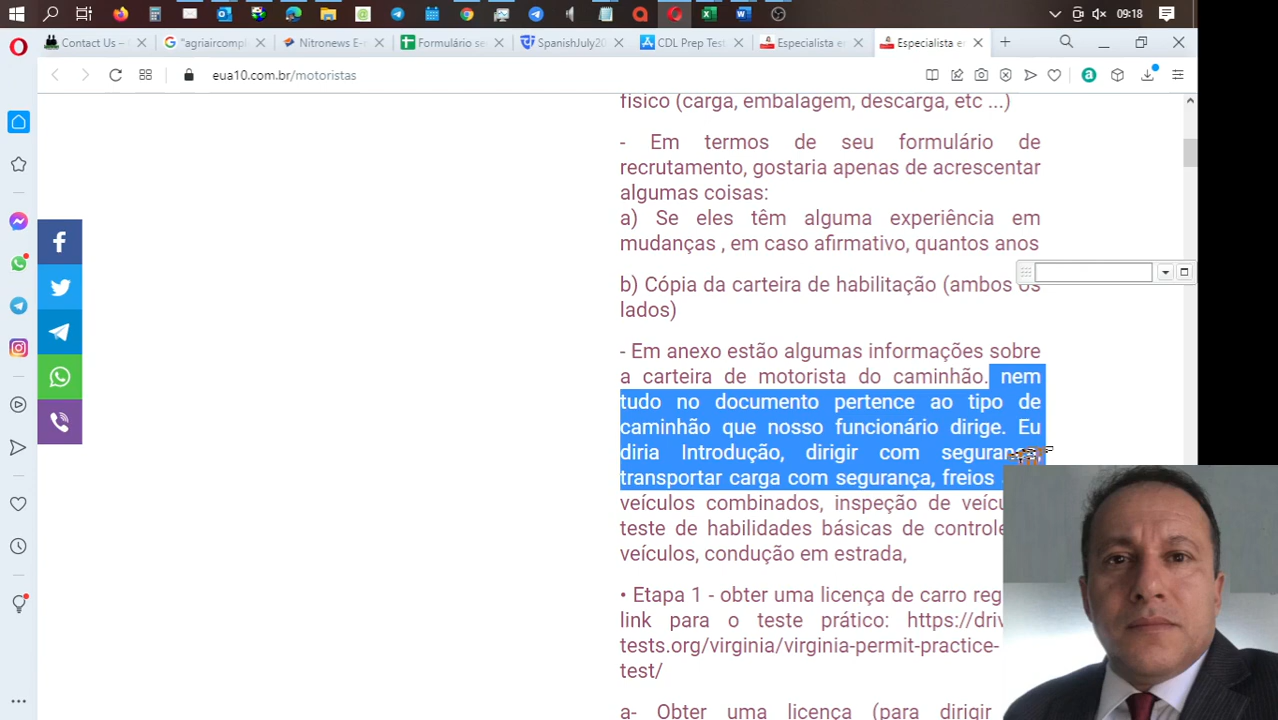 09:18
Contact Us –
"agriaircompl
Nitronews E-n
Formulário se
SpanishJuly20
CDL Prep Test
Especialista en
Especialista e
eua10.com.br/motoristas
físico (carga, embalagem, descarga, etc ...)
- Em termos de seu formulário de
recrutamento, gostaria apenas de acrescentar
algumas coisas:
a) Se eles têm alguma experiência em
mudanças , em caso afirmativo, quantos anos
b) Cópia da carteira de habilitação (ambos os
lados)
- Em anexo estão algumas informações sobre
a carteira de motorista do caminhão. nem
tudo no documento pertence ao tipo de
caminhão que nosso funcionário dirige. Eu
diria Introdução, dirigir com segurança,
transportar carga com segurança, freios
veículos combinados, inspeção de veícu
teste de habilidades básicas de controle
veículos, condução em estrada,
• Etapa 1 - obter uma licença de carro reg
link para o teste prático: https://driv
tests.org/virginia/virginia-permit-practice-
test/
a- Obter uma licença (para dirigir